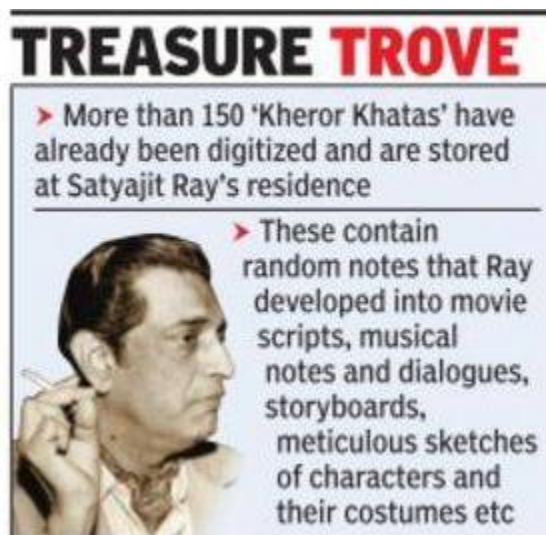 TREASURE TROVE
➤ More than 150 ‘Kheror Khatas’ have
already been digitized and are stored
at Satyajit Ray’s residence
➤ These contain
random notes that Ray
developed into movie
scripts, musical
notes and dialogues,
storyboards,
meticulous sketches
of characters and
their costumes etc